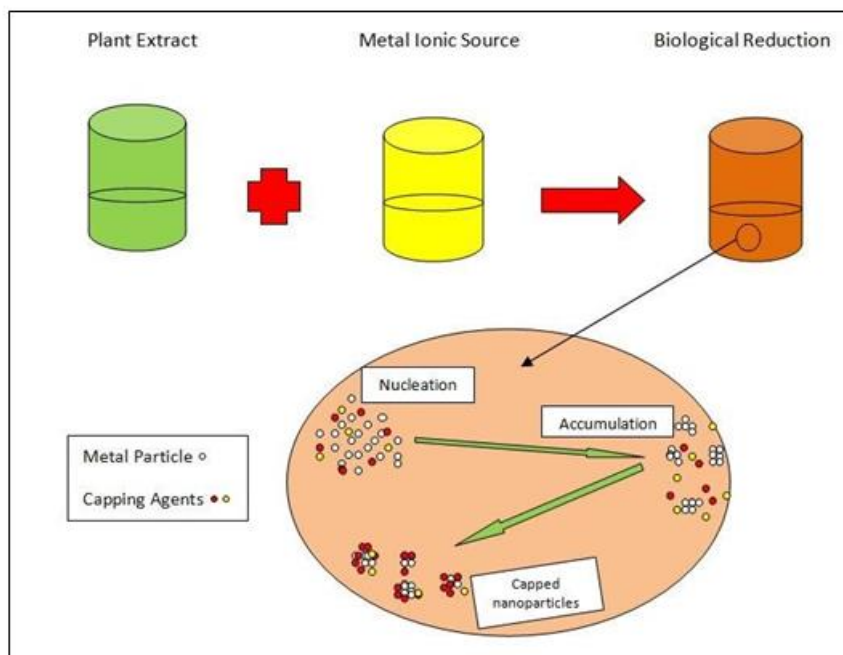 Plant Extract
Metal Ionic Source
Biological Reduction
Nucleation
Accumulation
Metal Particle
Capping Agents
Capped
nanoparticles